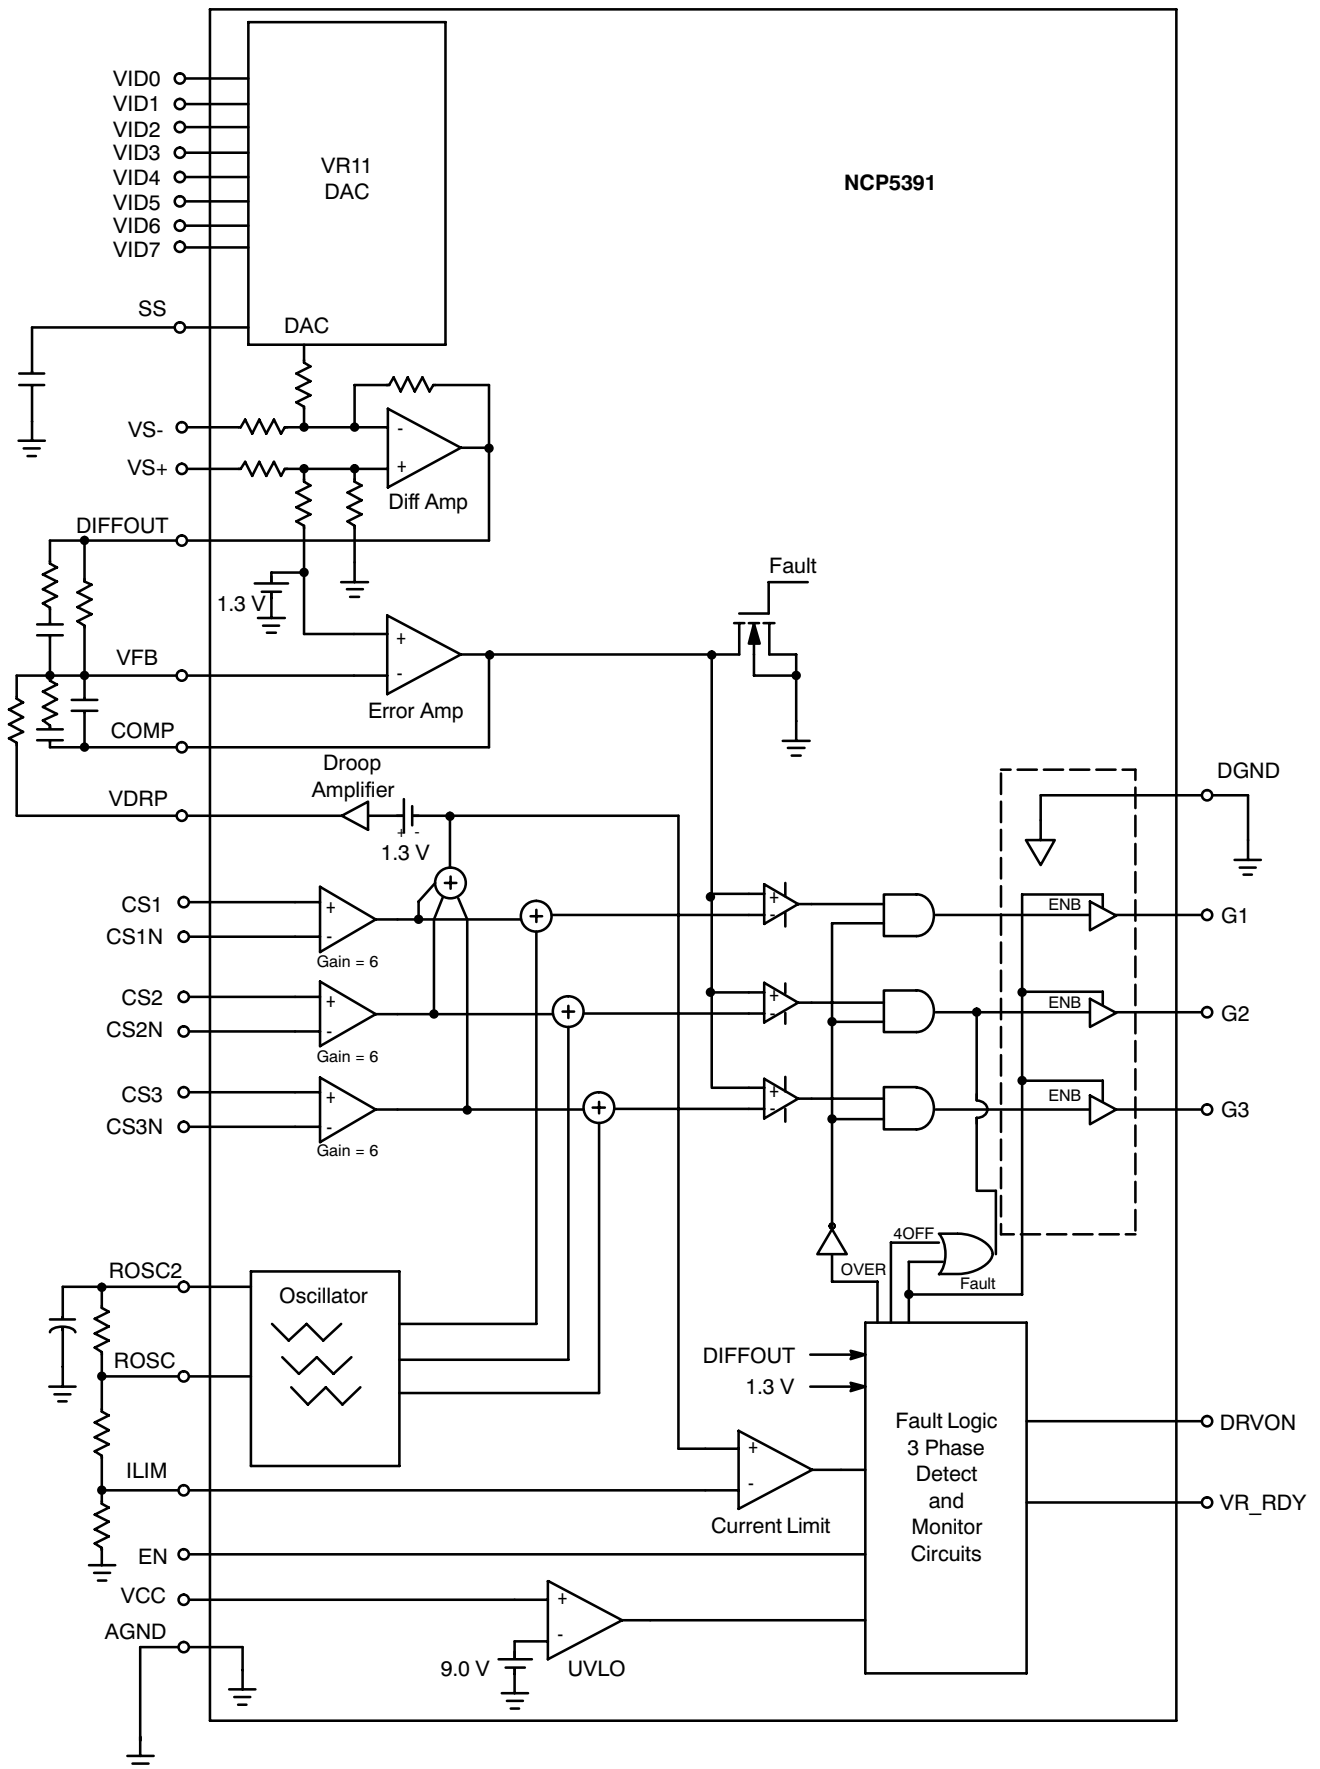 VID0
VID1
VID2
VID3
VID4
VID5
VID6
VID7
VR11
DAC
NCP5391
SS
DAC
VS-
VS+
-
+
Diff Amp
DIFFOUT
1.3 V
Fault
VFB
+
-
Error Amp
COMP
Droop
Amplifier
VDRP
+ -
1.3 V
DGND
+
CS1
CS1N
+
-
Gain = 6
+
+
-
ENB
G1
CS2
CS2N
+
-
Gain = 6
+
+
-
ENB
G2
CS3
CS3N
+
-
Gain = 6
+
+
-
ENB
G3
4OFF
OVER
Fault
ROSC2
Oscillator
ROSC
DIFFOUT
1.3 V
Fault Logic
3 Phase
Detect
and
Monitor
Circuits
DRVON
VR_RDY
ILIM
+
-
Current Limit
EN
VCC
+
-
9.0 V
UVLO
AGND